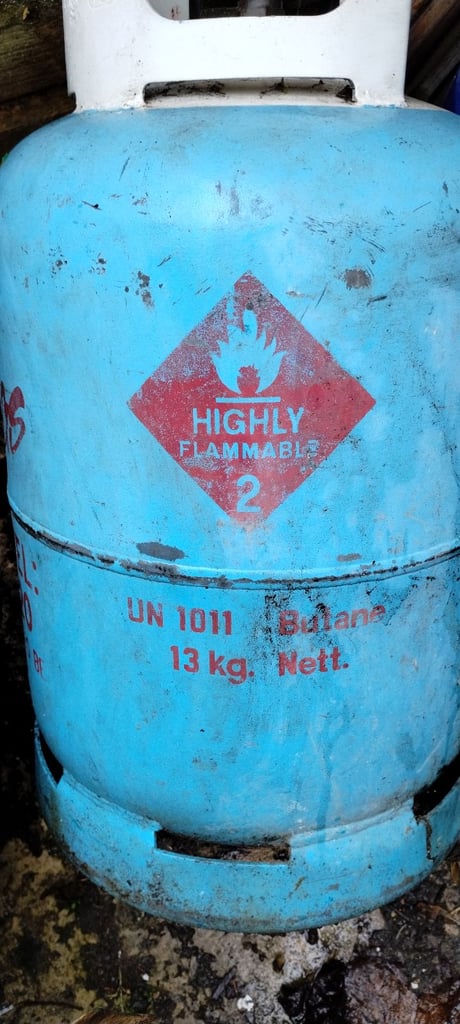 HIGHLY
FLAMMABLE
2
UN 1011 Butane
13 kg. Nett.